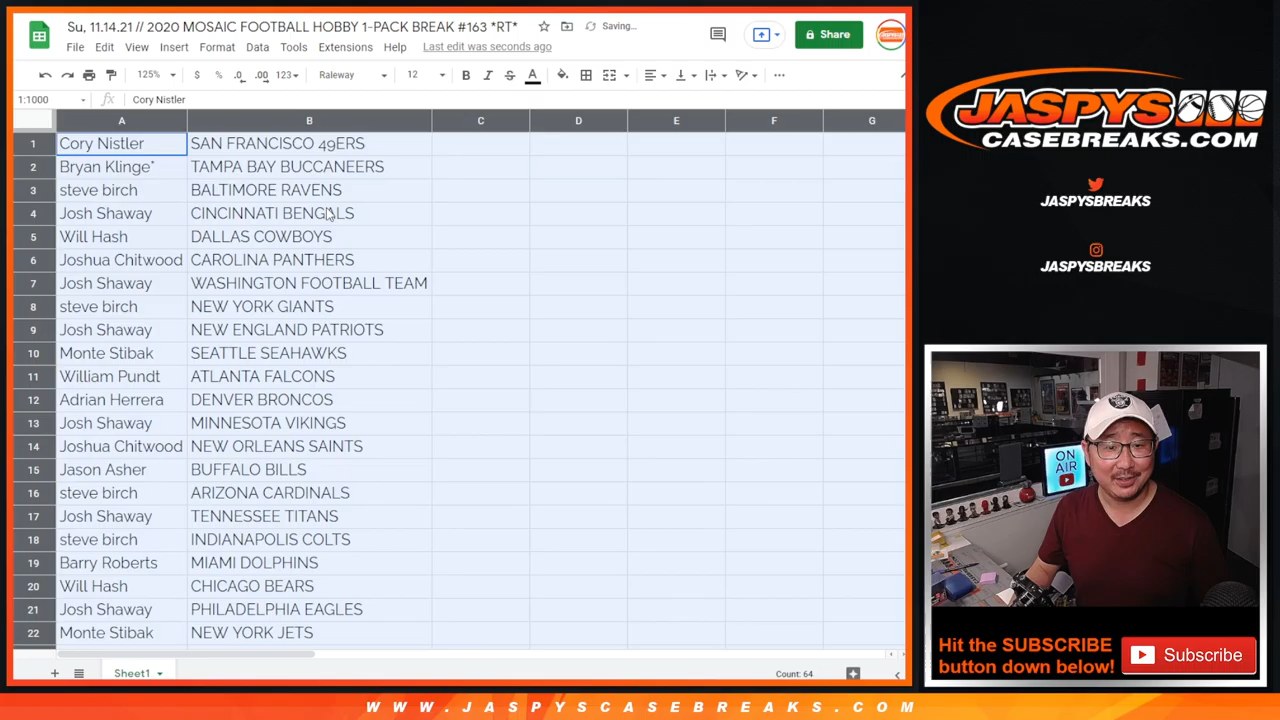 Su, 11.14.21 // 2020 MOSAIC FOOTBALL HOBBY 1-PACK BREAK #163 *RT*
Saving...
File Edit View Insert Format Data Tools Extensions Help Last edit was seconds ago
Share
125% $ % .0 .00 123 Raleway 12 B I S A
1:1000 fx Cory Nistler
A B C D E F G
1 Cory Nistler SAN FRANCISCO 49ERS
2 Bryan Klinge* TAMPA BAY BUCCANEERS
3 steve birch BALTIMORE RAVENS
4 Josh Shaway CINCINNATI BENGALS
5 Will Hash DALLAS COWBOYS
6 Joshua Chitwood CAROLINA PANTHERS
7 Josh Shaway WASHINGTON FOOTBALL TEAM
8 steve birch NEW YORK GIANTS
9 Josh Shaway NEW ENGLAND PATRIOTS
10 Monte Stibak SEATTLE SEAHAWKS
11 William Pundt ATLANTA FALCONS
12 Adrian Herrera DENVER BRONCOS
13 Josh Shaway MINNESOTA VIKINGS
14 Joshua Chitwood NEW ORLEANS SAINTS
15 Jason Asher BUFFALO BILLS
16 steve birch ARIZONA CARDINALS
17 Josh Shaway TENNESSEE TITANS
18 steve birch INDIANAPOLIS COLTS
19 Barry Roberts MIAMI DOLPHINS
20 Will Hash CHICAGO BEARS
21 Josh Shaway PHILADELPHIA EAGLES
22 Monte Stibak NEW YORK JETS
Sheet1
Count: 64
JASPYS
CASEBREAKS.COM
JASPYSBREAKS
JASPYSBREAKS
ON
AIR
Hit the SUBSCRIBE
button down below!
Subscribe
WWW.JASPYSCASEBREAKS.COM